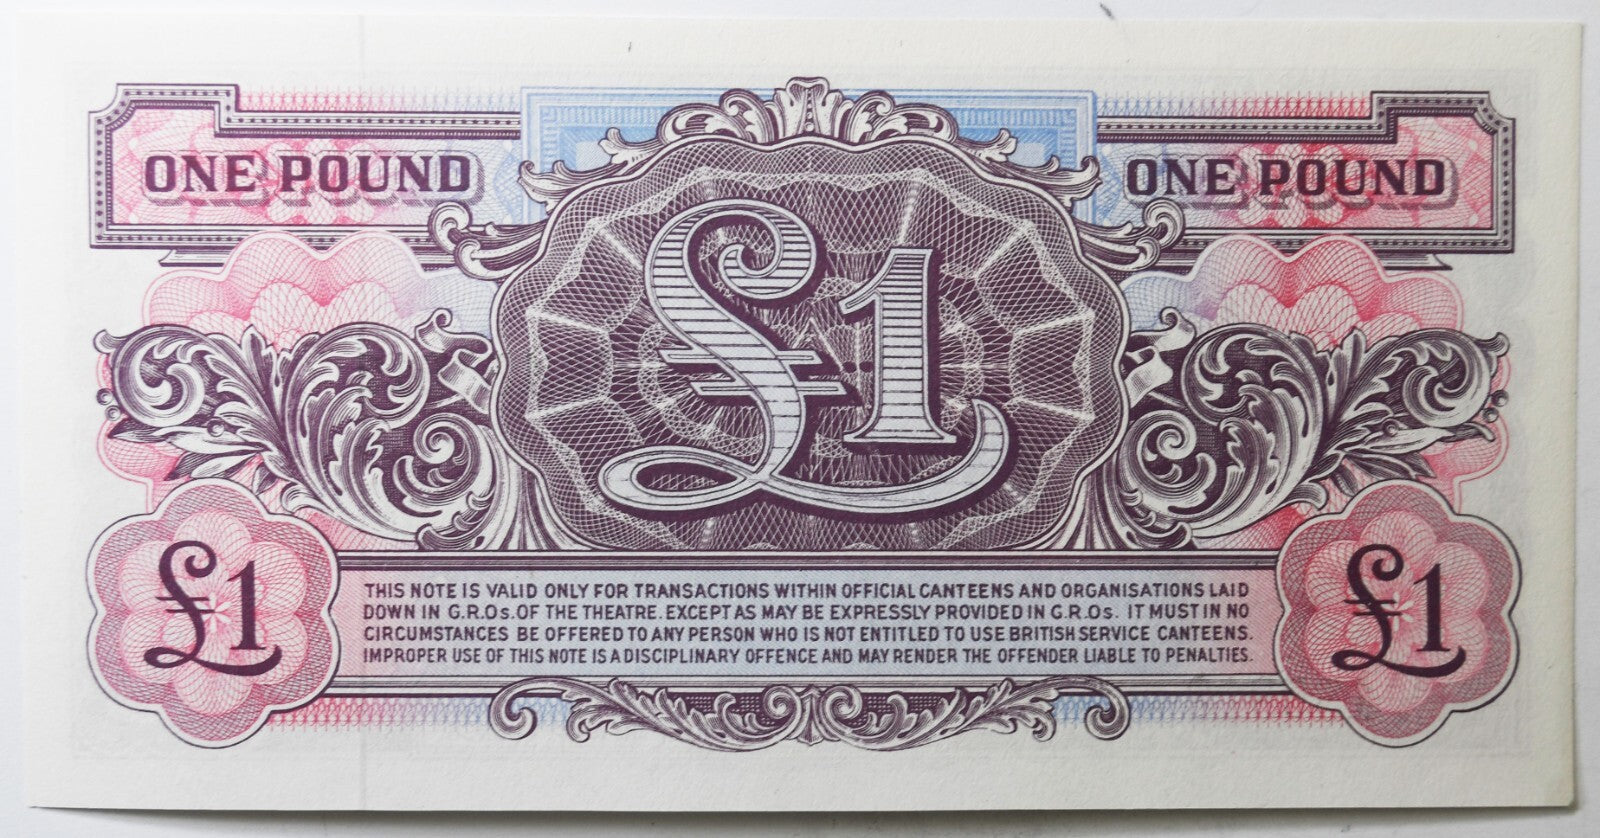 ONE POUND
ONE POUND
£1
THIS NOTE IS VALID ONLY FOR TRANSACTIONS WITHIN OFFICIAL CANTEENS AND ORGANISATIONS LAID
DOWN IN G.R.Os. OF THE THEATRE. EXCEPT AS MAY BE EXPRESSLY PROVIDED IN G.R.Os. IT MUST IN NO
CIRCUMSTANCES BE OFFERED TO ANY PERSON WHO IS NOT ENTITLED TO USE BRITISH SERVICE CANTEENS.
IMPROPER USE OF THIS NOTE IS A DISCIPLINARY OFFENCE AND MAY RENDER THE OFFENDER LIABLE TO PENALTIES.
£1
£1